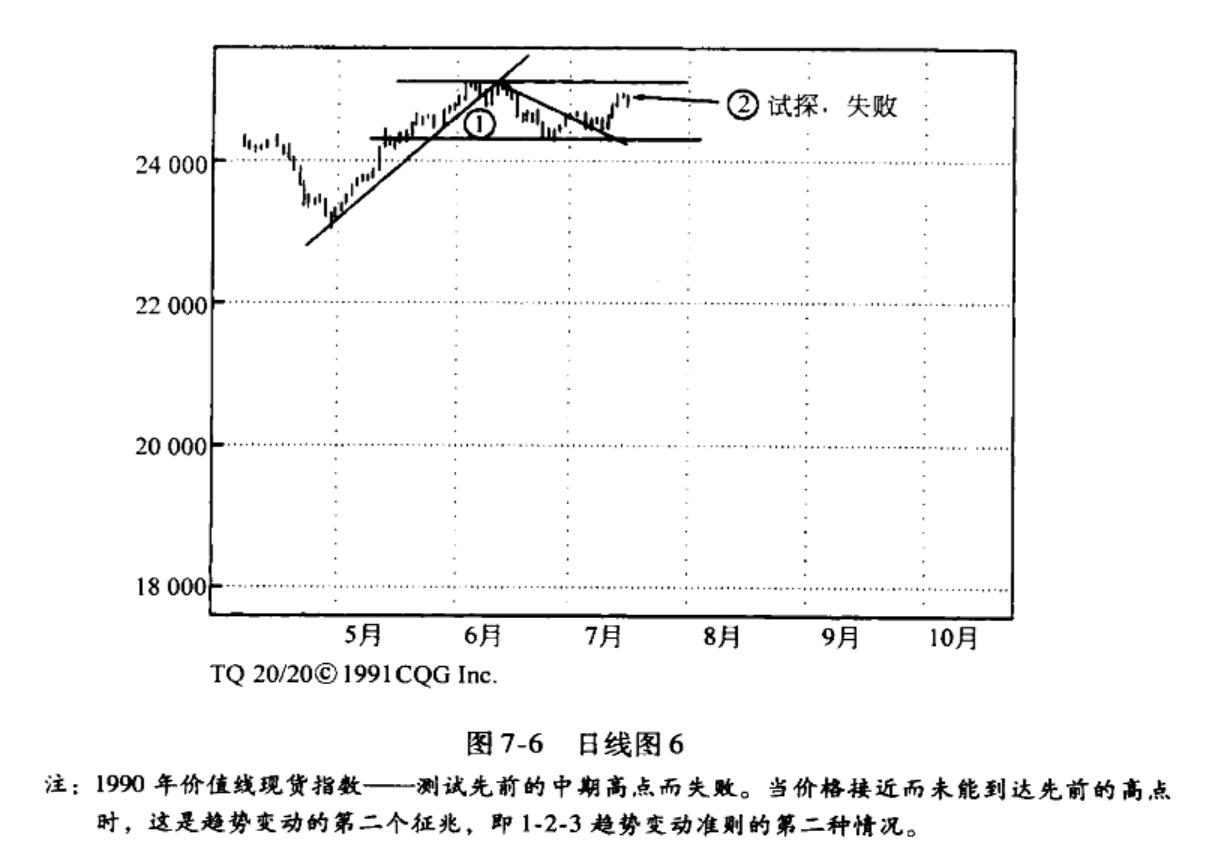 ② 试探，失败
①
24 000
22 000
20 000
18 000
5月 6月 7月 8月 9月 10月
TQ 20/20©1991CQG Inc.
图 7-6 日线图 6
注：1990 年价值线现货指数——测试先前的中期高点而失败。当价格接近而未能到达先前的高点
时，这是趋势变动的第二个征兆，即 1-2-3 趋势变动准则的第二种情况。